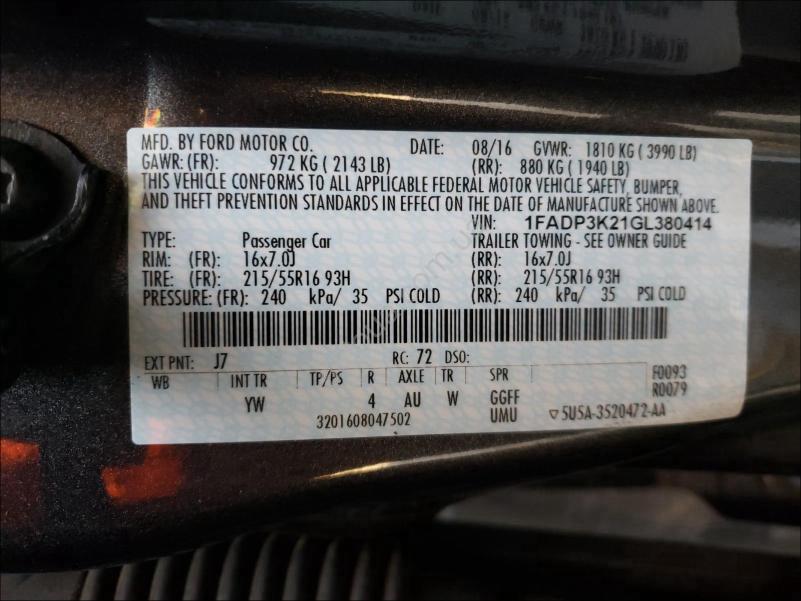 MFD. BY FORD MOTOR CO. DATE: 08/16 GVWR: 1810 KG ( 3990 LB)
GAWR: (FR): 972 KG ( 2143 LB) (RR): 880 KG ( 1940 LB)
THIS VEHICLE CONFORMS TO ALL APPLICABLE FEDERAL MOTOR VEHICLE SAFETY, BUMPER,
AND THEFT PREVENTION STANDARDS IN EFFECT ON THE DATE OF MANUFACTURE SHOWN ABOVE.
VIN: 1FADP3K21GL380414
TYPE: Passenger Car TRAILER TOWING - SEE OWNER GUIDE
RIM: (FR): 16x7.0J (RR): 16x7.0J
TIRE: (FR): 215/55R16 93H (RR): 215/55R16 93H
PRESSURE: (FR): 240 kPa/ 35 PSI COLD (RR): 240 kPa/ 35 PSI COLD
EXT PNT: J7 RC: 72 DSO:
WB INT TR TP/PS R AXLE TR SPR F0093
R0079
YW 4 AU W GGFF
3201608047502 UMU ▽5U5A-3520472-AA